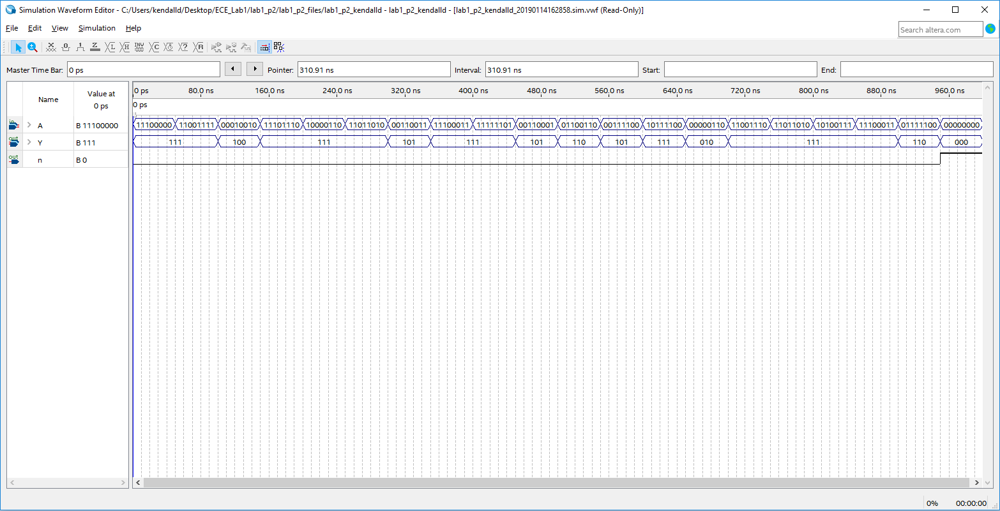 Simulation Waveform Editor - C:/Users/kendalld/Desktop/ECE_Lab1/lab1_p2/lab1_p2_files/lab1_p2_kendalld - lab1_p2_kendalld - [lab1_p2_kendalld_20190114162858.sim.vwf (Read-Only)]
File Edit View Simulation Help
Search altera.com
Master Time Bar: 0 ps Pointer: 310.91 ns Interval: 310.91 ns Start: End:
Name Value at 0 ps
0 ps 80.0 ns 160.0 ns 240.0 ns 320.0 ns 400.0 ns 480.0 ns 560.0 ns 640.0 ns 720.0 ns 800.0 ns 880.0 ns 960.0 ns
0 ps
in A B 11100000 11100000 11001111 00010010 11101110 10000110 11011010 00110011 11100011 11111101 00110001 01100110 00111100 10111100 00000110 11001110 11011010 10100111 11100011 01111100 00000000
out Y B 111 111 100 111 101 111 101 110 101 111 010 111 110 000
out n B 0
0% 00:00:00